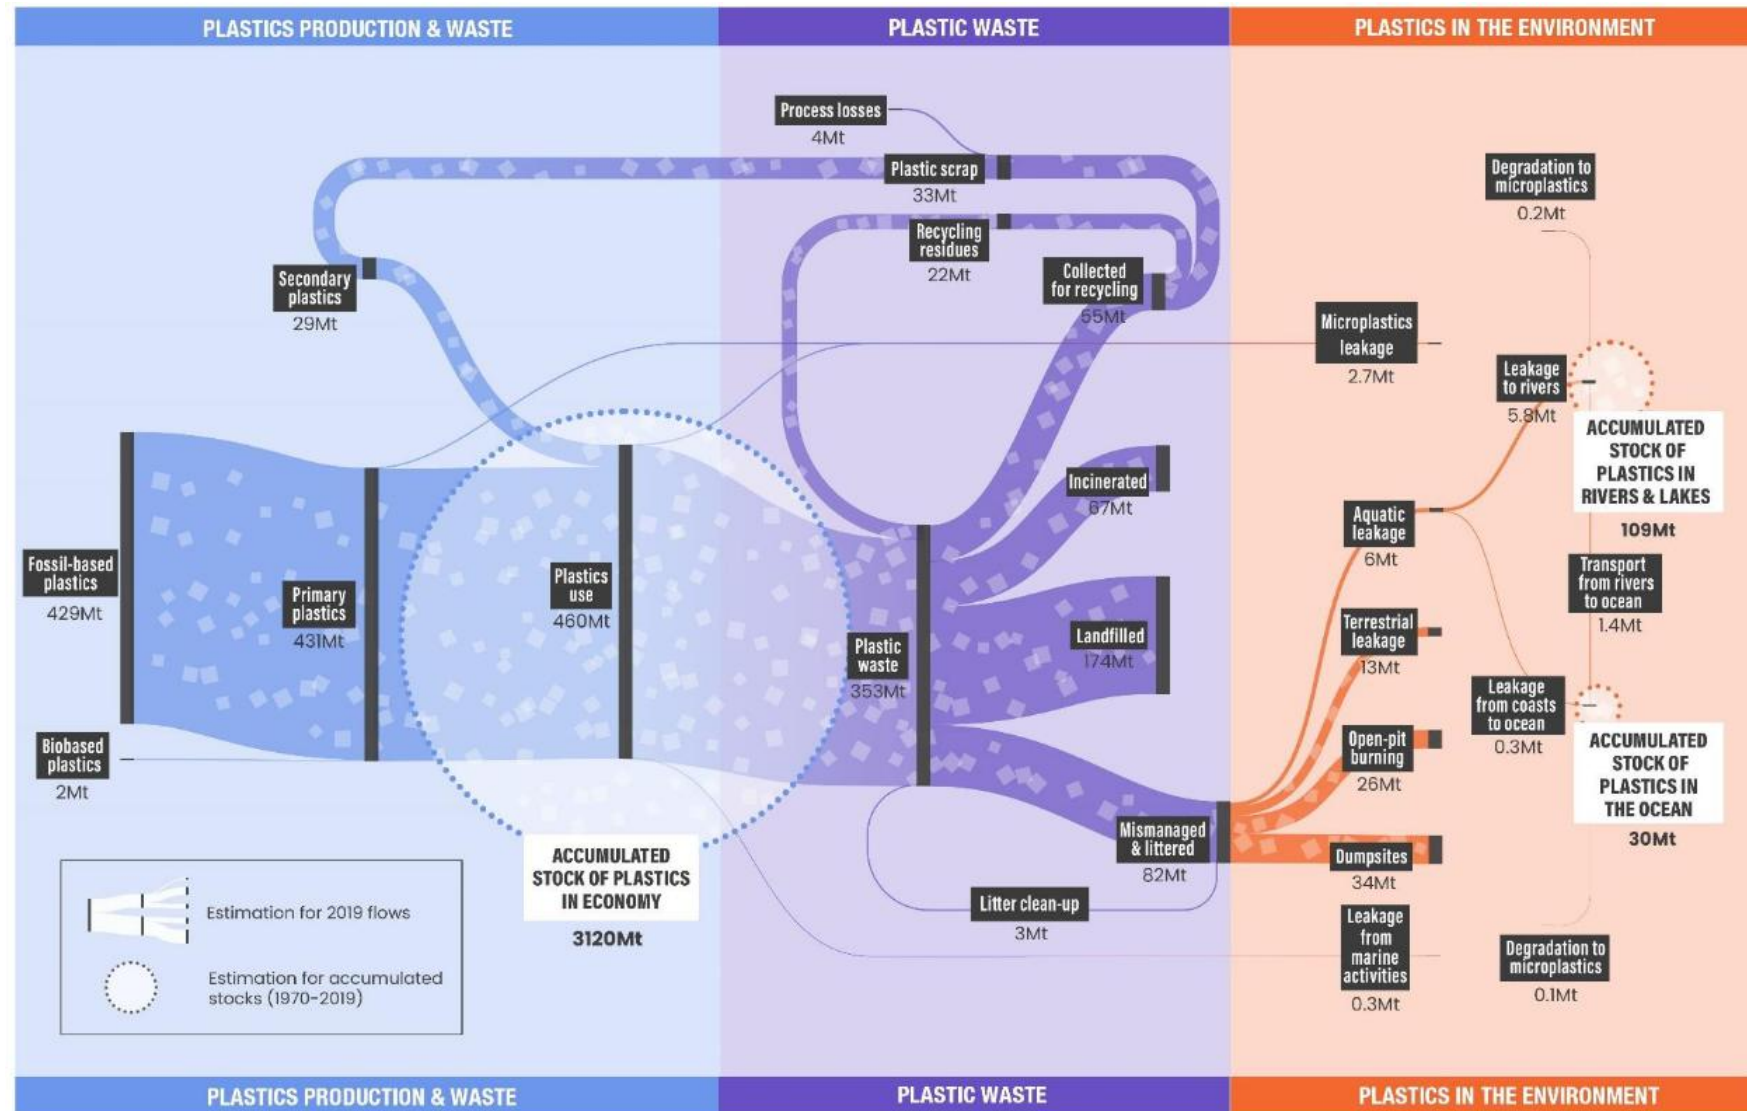 PLASTICS PRODUCTION & WASTE
PLASTIC WASTE
PLASTICS IN THE ENVIRONMENT
Process losses
4Mt
Plastic scrap
33Mt
Recycling
residues
22Mt
Collected
for recycling
55Mt
Secondary
plastics
29Mt
Fossil-based
plastics
429Mt
Biobased
plastics
2Mt
Primary
plastics
431Mt
Plastics
use
460Mt
ACCUMULATED
STOCK OF PLASTICS
IN ECONOMY
3120Mt
Plastic
waste
353Mt
Incinerated
67Mt
Landfilled
174Mt
Mismanaged
& littered
82Mt
Litter clean-up
3Mt
Degradation to
microplastics
0.2Mt
Microplastics
leakage
2.7Mt
Leakage
to rivers
5.8Mt
ACCUMULATED
STOCK OF
PLASTICS IN
RIVERS & LAKES
109Mt
Aquatic
leakage
6Mt
Transport
from rivers
to ocean
1.4Mt
Terrestrial
leakage
13Mt
Leakage
from coasts
to ocean
0.3Mt
ACCUMULATED
STOCK OF
PLASTICS IN
THE OCEAN
30Mt
Open-pit
burning
26Mt
Dumpsites
34Mt
Leakage
from
marine
activities
0.3Mt
Degradation to
microplastics
0.1Mt
Estimation for 2019 flows
Estimation for accumulated
stocks (1970-2019)
PLASTICS PRODUCTION & WASTE
PLASTIC WASTE
PLASTICS IN THE ENVIRONMENT